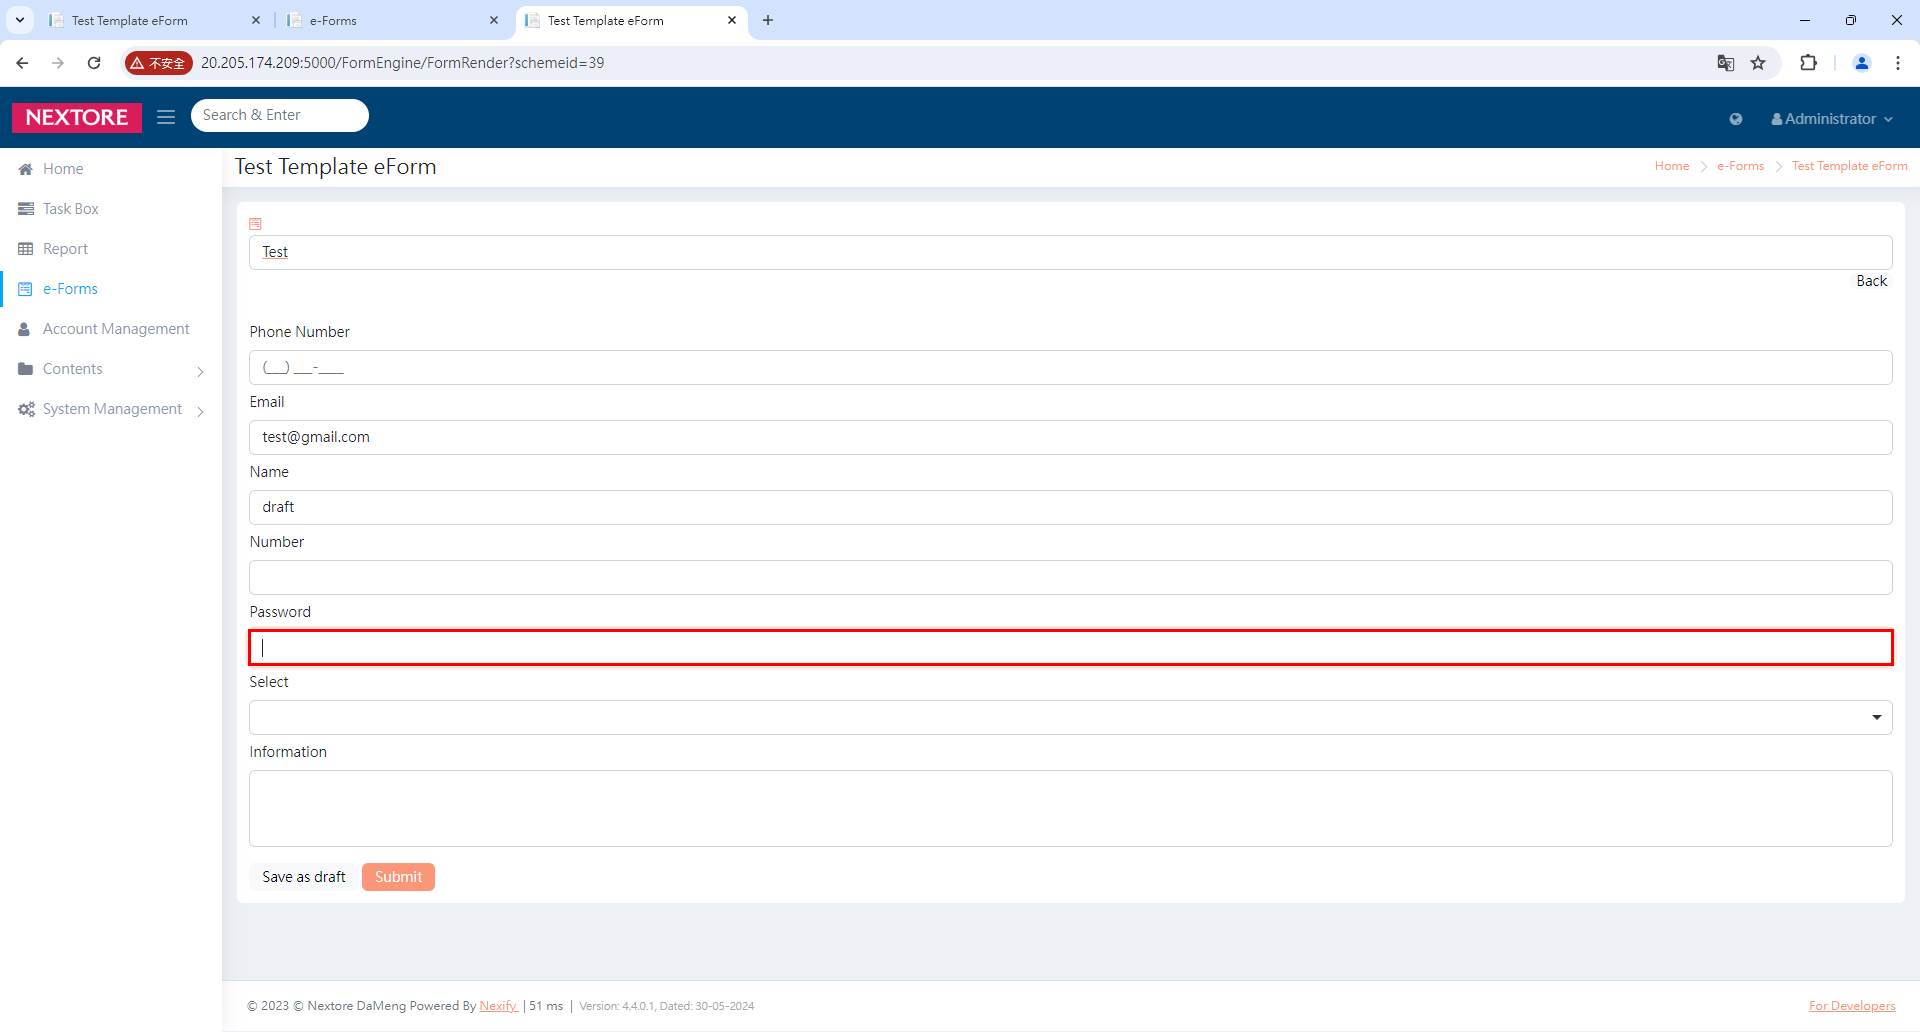 Test Template eForm
e-Forms
Test Template eForm
不安全
20.205.174.209:5000/FormEngine/FormRender?schemeid=39
NEXTORE
Search & Enter
Administrator
Home
Task Box
Report
e-Forms
Account Management
Contents
System Management
Test Template eForm
Home
e-Forms
Test Template eForm
Test
Back
Phone Number
(___) ___-____
Email
test@gmail.com
Name
draft
Number
Password
Select
Information
Save as draft
Submit
© 2023 © Nextore DaMeng Powered By Nexify | 51 ms | Version: 4.4.0.1, Dated: 30-05-2024
For Developers